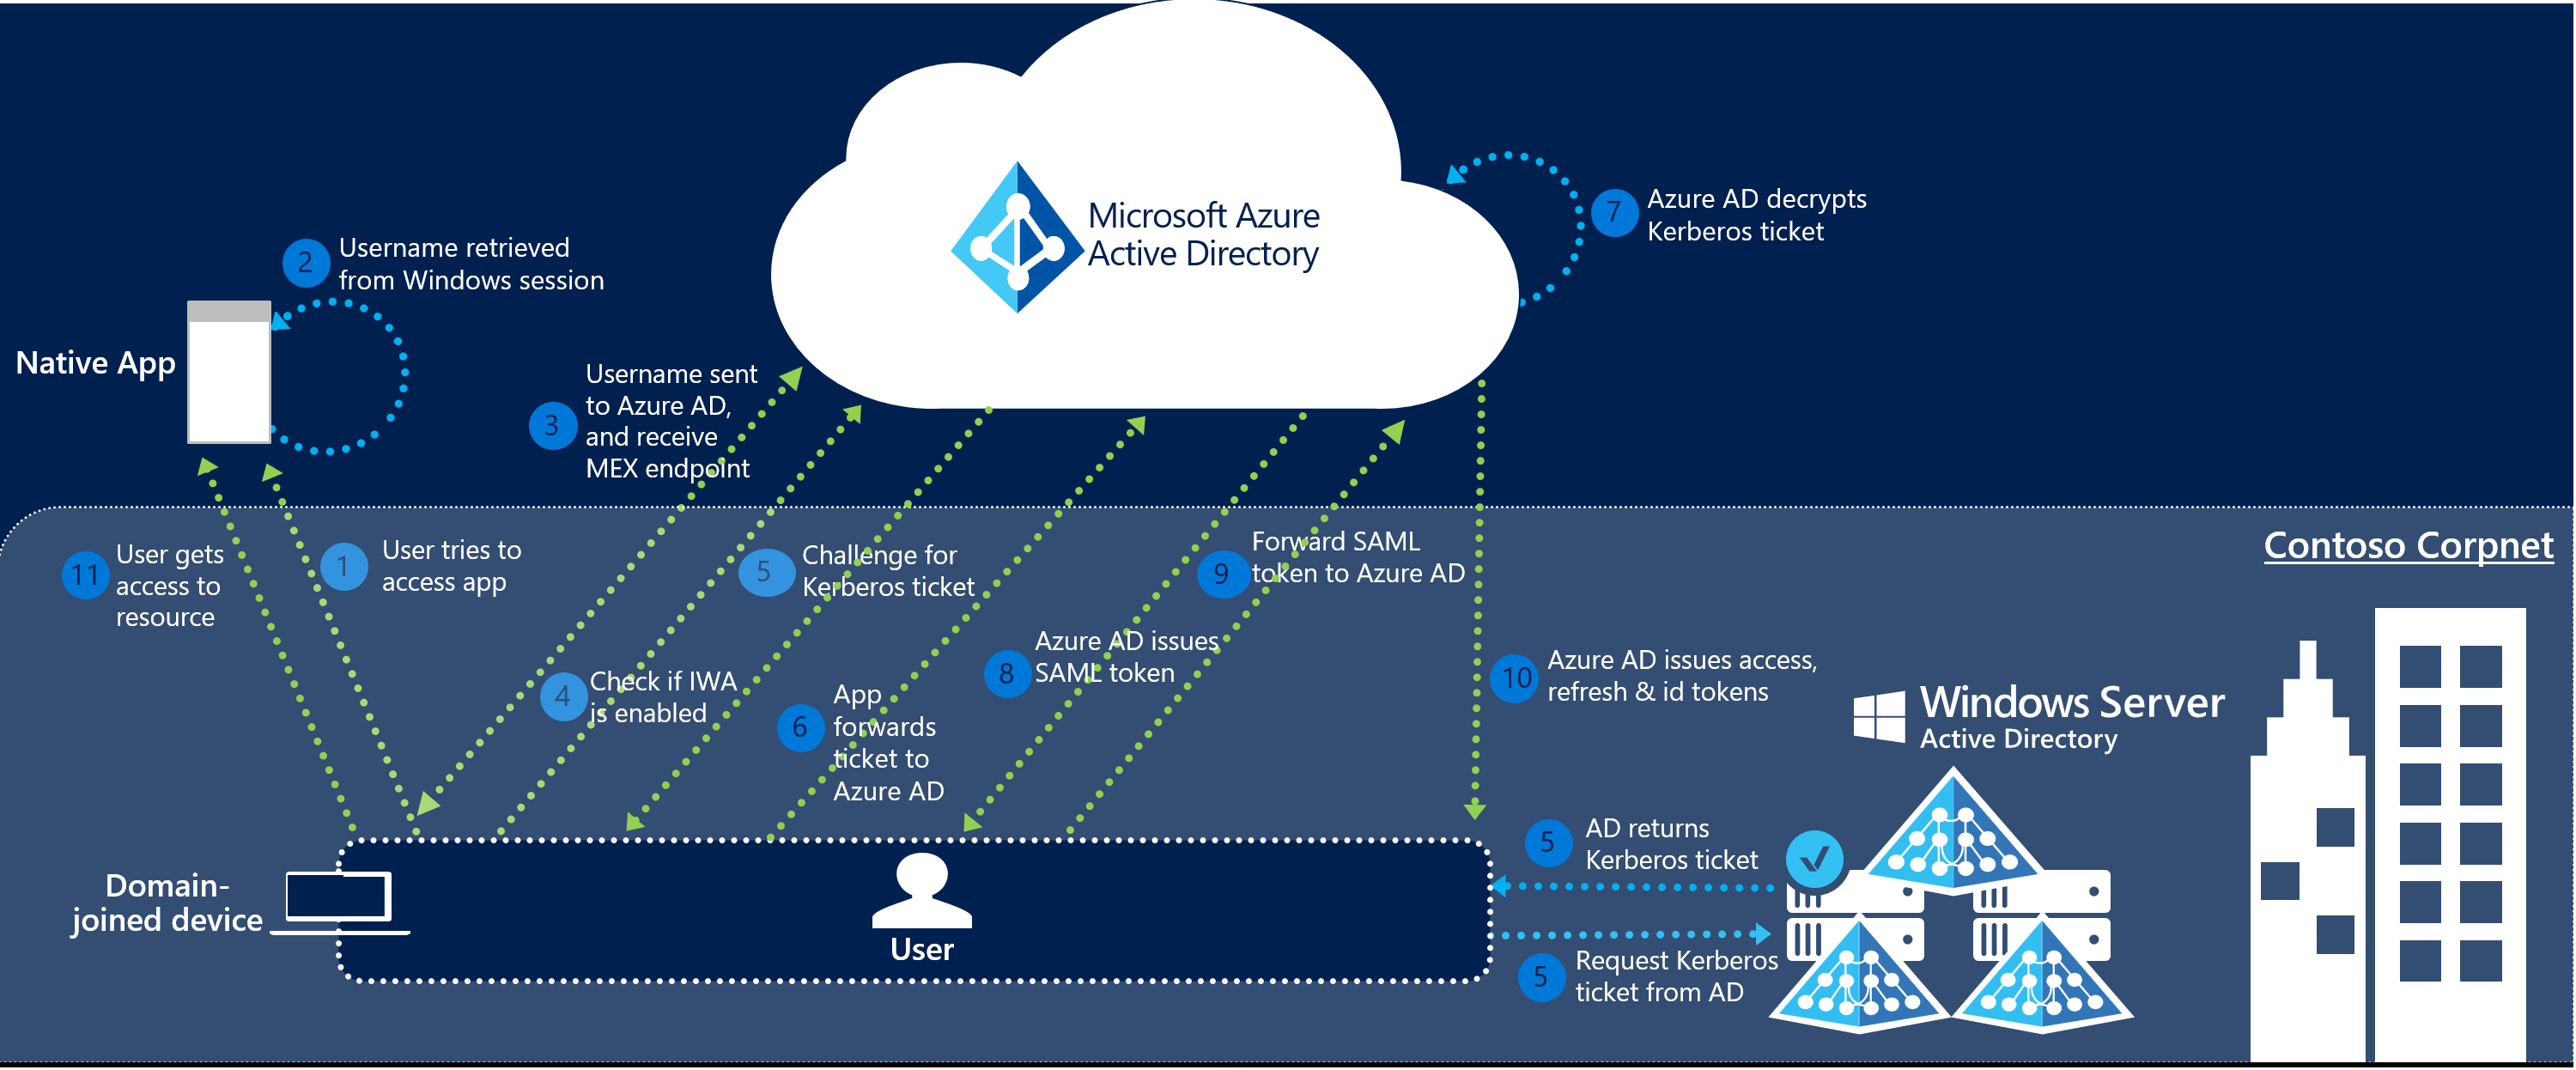 Microsoft Azure
Active Directory
7
Azure AD decrypts
Kerberos ticket
2
Username retrieved
from Windows session
Native App
3
Username sent
to Azure AD,
and receive
MEX endpoint
11
User gets
access to
resource
1
User tries to
access app
5
Challenge for
Kerberos ticket
9
Forward SAML
token to Azure AD
Contoso Corpnet
4
Check if IWA
is enabled
6
App
forwards
ticket to
Azure AD
8
Azure AD issues
SAML token
10
Azure AD issues access,
refresh & id tokens
Windows Server
Active Directory
5
AD returns
Kerberos ticket
Domain-
joined device
User
5
Request Kerberos
ticket from AD